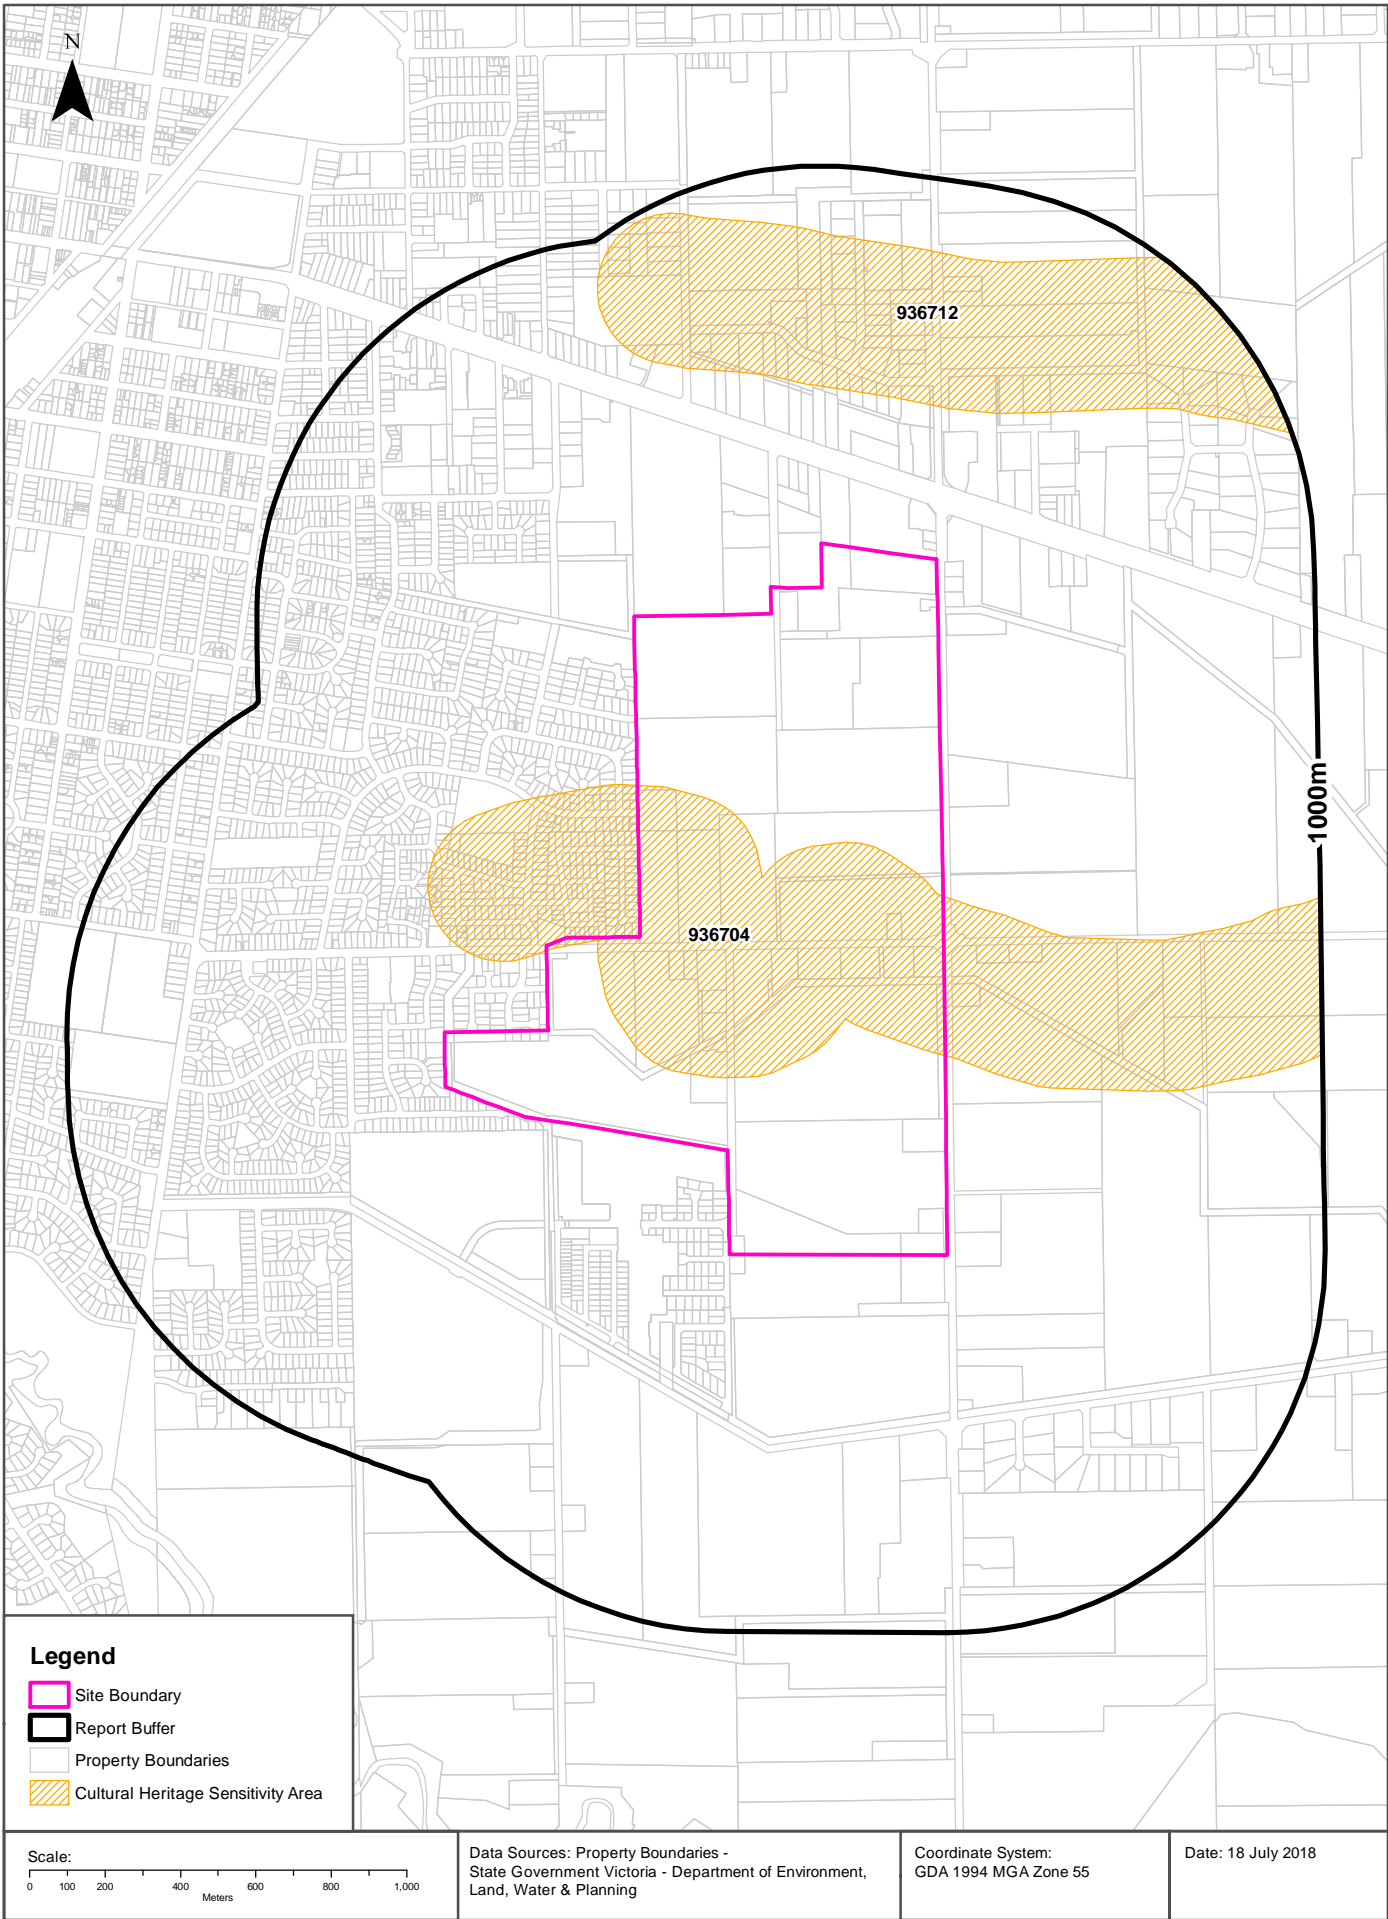 N
936712
1000m
936704
Legend
Site Boundary
Report Buffer
Property Boundaries
Cultural Heritage Sensitivity Area
Scale:
0 100 200 400 600 800 1,000
Meters
Data Sources: Property Boundaries -
State Government Victoria - Department of Environment,
Land, Water & Planning
Coordinate System:
GDA 1994 MGA Zone 55
Date: 18 July 2018